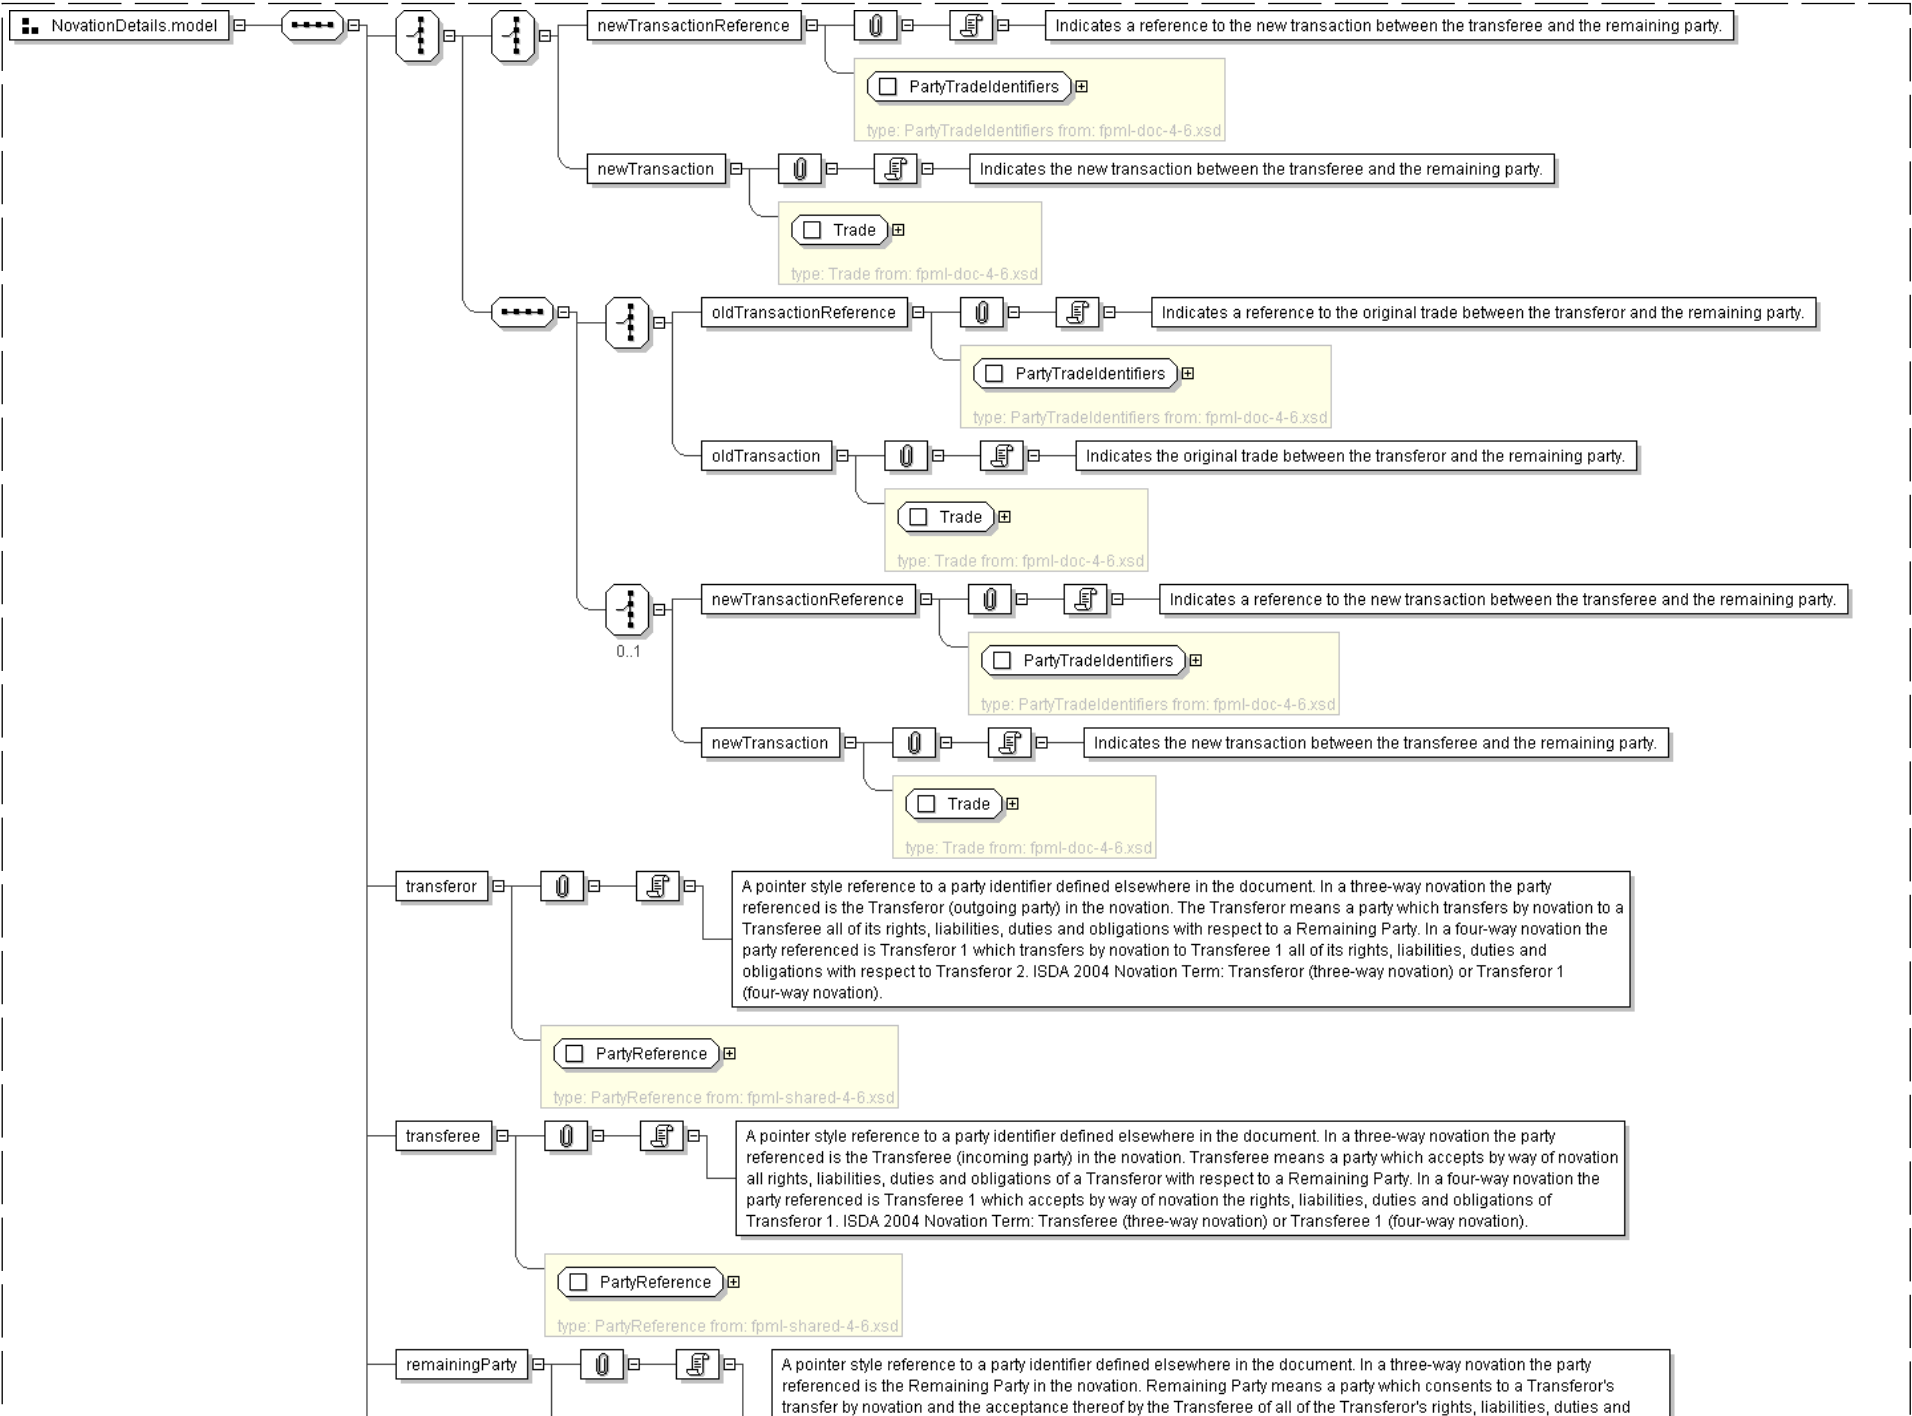 NovationDetails.model
newTransactionReference
Indicates a reference to the new transaction between the transferee and the remaining party.
PartyTradeIdentifiers
type: PartyTradeIdentifiers from: fpml-doc-4-6.xsd
newTransaction
Indicates the new transaction between the transferee and the remaining party.
Trade
type: Trade from: fpml-doc-4-6.xsd
oldTransactionReference
Indicates a reference to the original trade between the transferor and the remaining party.
PartyTradeIdentifiers
type: PartyTradeIdentifiers from: fpml-doc-4-6.xsd
oldTransaction
Indicates the original trade between the transferor and the remaining party.
Trade
type: Trade from: fpml-doc-4-6.xsd
newTransactionReference
Indicates a reference to the new transaction between the transferee and the remaining party.
0..1
PartyTradeIdentifiers
type: PartyTradeIdentifiers from: fpml-doc-4-6.xsd
newTransaction
Indicates the new transaction between the transferee and the remaining party.
Trade
type: Trade from: fpml-doc-4-6.xsd
transferor
A pointer style reference to a party identifier defined elsewhere in the document. In a three-way novation the party
referenced is the Transferor (outgoing party) in the novation. The Transferor means a party which transfers by novation to a
Transferee all of its rights, liabilities, duties and obligations with respect to a Remaining Party. In a four-way novation the
party referenced is Transferor 1 which transfers by novation to Transferee 1 all of its rights, liabilities, duties and
obligations with respect to Transferor 2. ISDA 2004 Novation Term: Transferor (three-way novation) or Transferor 1
(four-way novation).
PartyReference
type: PartyReference from: fpml-shared-4-6.xsd
transferee
A pointer style reference to a party identifier defined elsewhere in the document. In a three-way novation the party
referenced is the Transferee (incoming party) in the novation. Transferee means a party which accepts by way of novation
all rights, liabilities, duties and obligations of a Transferor with respect to a Remaining Party. In a four-way novation the
party referenced is Transferee 1 which accepts by way of novation the rights, liabilities, duties and obligations of
Transferor 1. ISDA 2004 Novation Term: Transferee (three-way novation) or Transferee 1 (four-way novation).
PartyReference
type: PartyReference from: fpml-shared-4-6.xsd
remainingParty
A pointer style reference to a party identifier defined elsewhere in the document. In a three-way novation the party
referenced is the Remaining Party in the novation. Remaining Party means a party which consents to a Transferor's
transfer by novation and the acceptance thereof by the Transferee of all of the Transferor's rights, liabilities, duties and